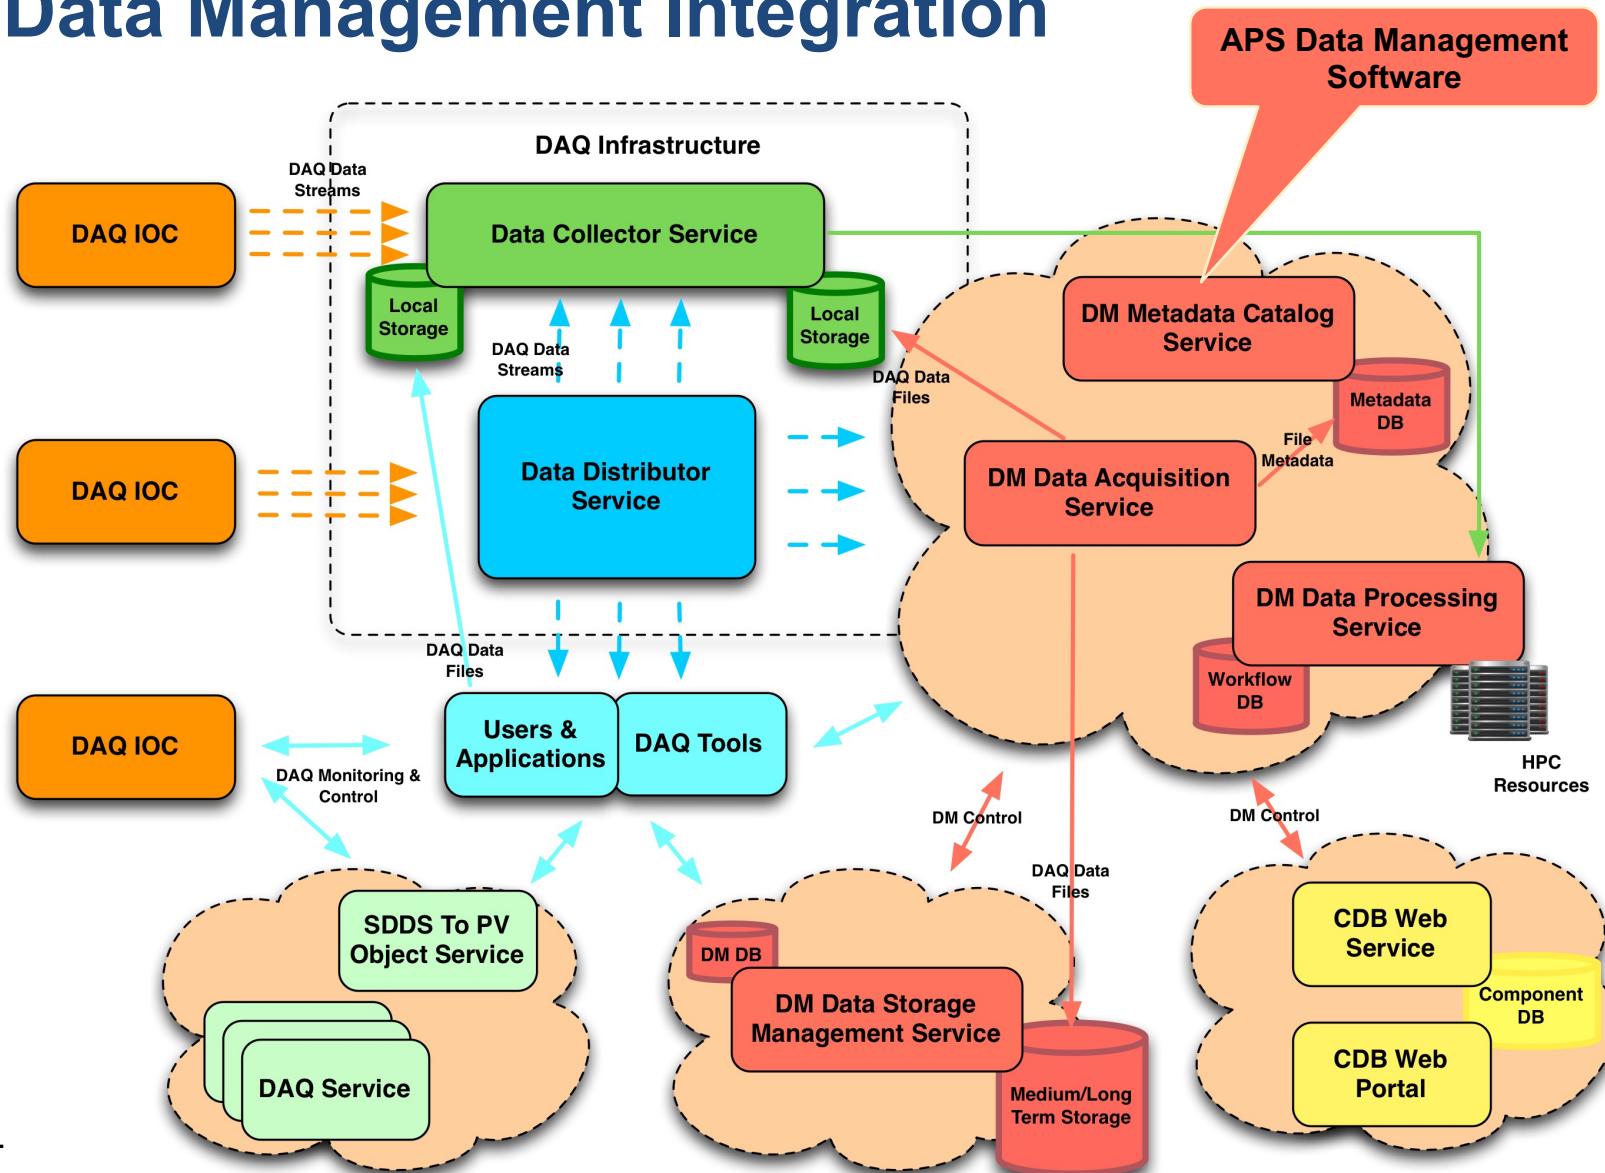 Data Management Integration
APS Data Management
Software
DAQ Infrastructure
DAQ Data
Streams
DAQ IOC
Data Collector Service
Local
Storage
Local
Storage
DM Metadata Catalog
Service
DAQ Data
Streams
DAQ Data
Files
Metadata
DB
File
Metadata
DAQ IOC
Data Distributor
Service
DM Data Acquisition
Service
DM Data Processing
Service
DAQ Data
Files
Workflow
DB
DAQ IOC
Users &
Applications
DAQ Tools
HPC
Resources
DAQ Monitoring &
Control
DM Control
DM Control
DAQ Data
Files
SDDS To PV
Object Service
DM DB
CDB Web
Service
DM Data Storage
Management Service
Component
DB
DAQ Service
Medium/Long
Term Storage
CDB Web
Portal